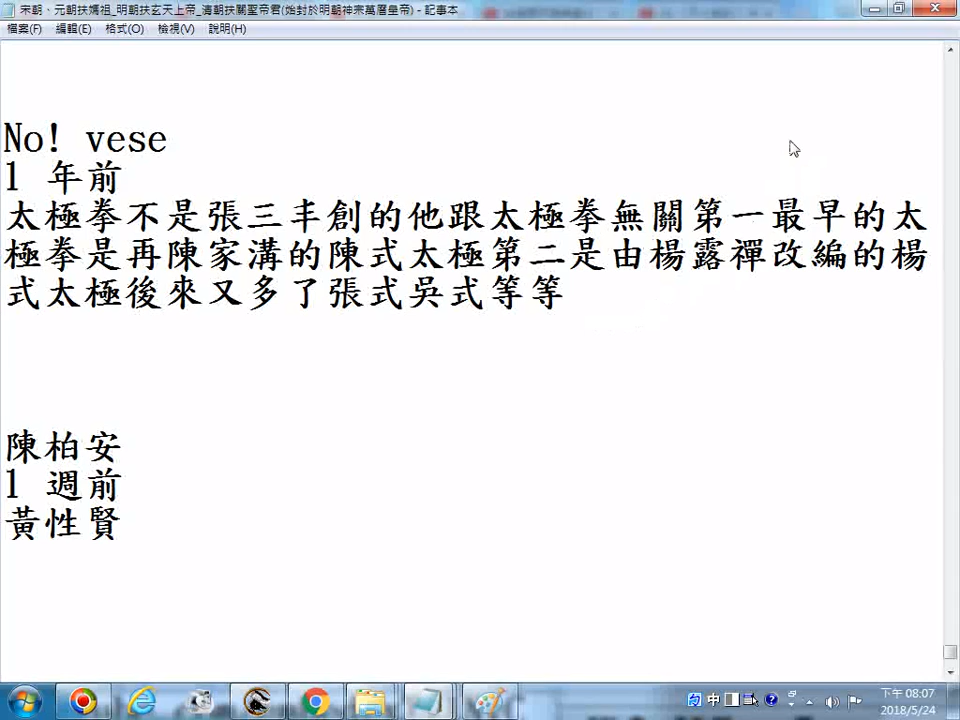 宋朝、元朝扶媽祖_明朝扶玄天上帝_清朝扶關聖帝君(始封於明朝神宗萬曆皇帝) - 記事本
檔案(F) 編輯(E) 格式(O) 檢視(V) 說明(H)
No! vese
1 年前
太極拳不是張三丰創的他跟太極拳無關第一最早的太
極拳是再陳家溝的陳式太極第二是由楊露禪改編的楊
式太極後來又多了張式吳式等等
陳柏安
1 週前
黃性賢
中
下午 08:07
2018/5/24